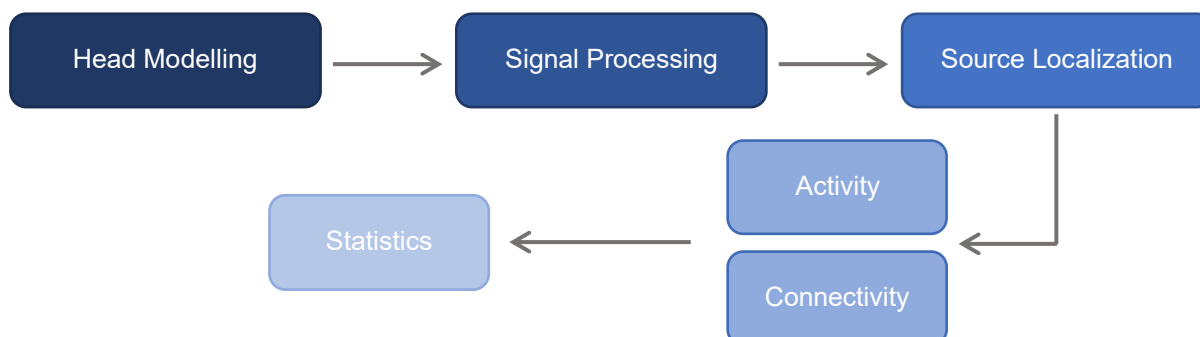 Head Modelling
Signal Processing
Source Localization
Activity
Statistics
Connectivity